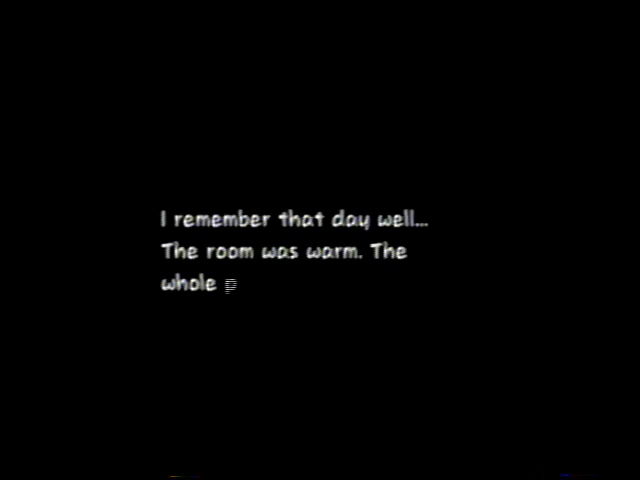 I remember that day well...
The room was warm. The
whole p